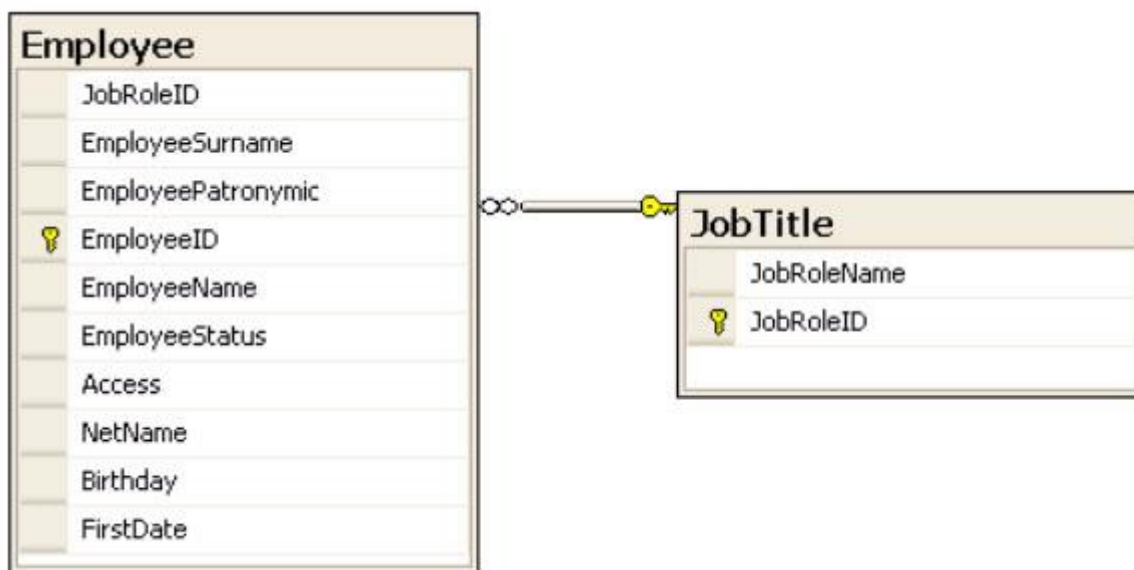 Employee
JobRoleID
EmployeeSurname
EmployeePatronymic
EmployeeID
EmployeeName
EmployeeStatus
Access
NetName
Birthday
FirstDate
JobTitle
JobRoleName
JobRoleID